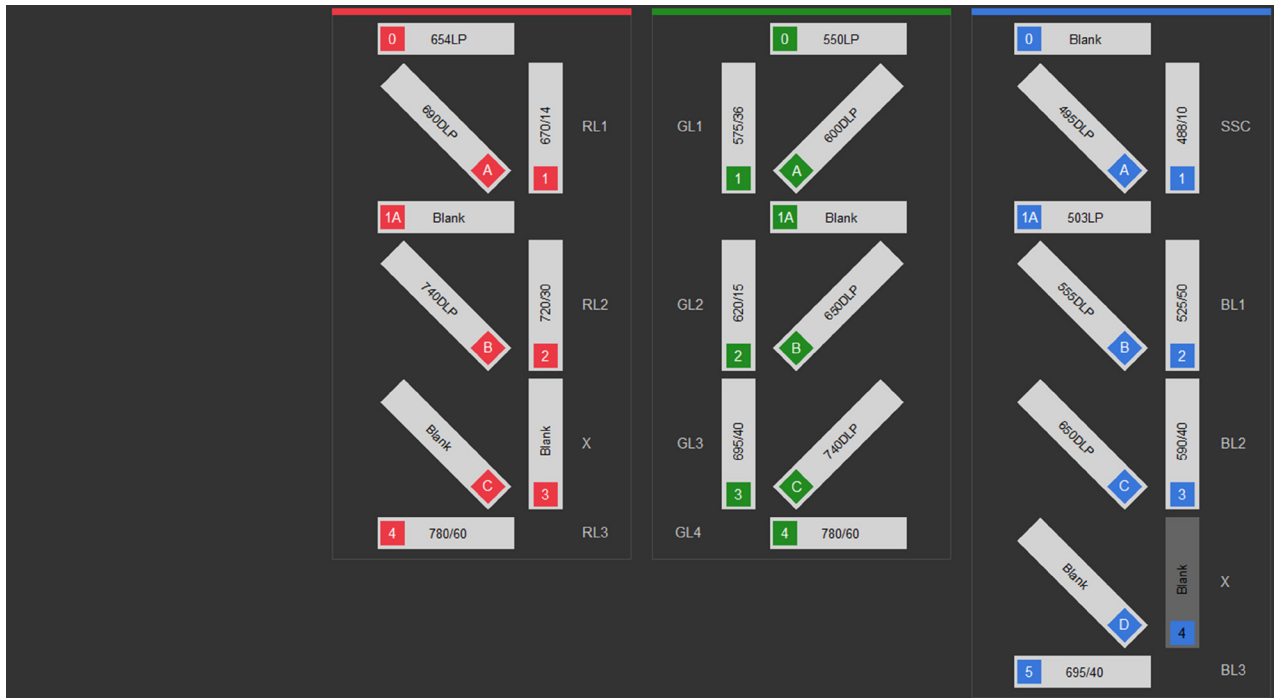 0 654LP
690DLP
A
670/14
1
RL1
1A Blank
740DLP
B
720/30
2
RL2
Blank
C
Blank
3
X
4 780/60
RL3
0 550LP
GL1
575/36
1
600DLP
A
1A Blank
GL2
620/15
2
650DLP
B
GL3
695/40
3
740DLP
C
GL4
4 780/60
0 Blank
495DLP
A
488/10
1
SSC
1A 503LP
555DLP
B
525/50
2
BL1
650DLP
C
590/40
3
BL2
Blank
D
Blank
4
X
5 695/40
BL3